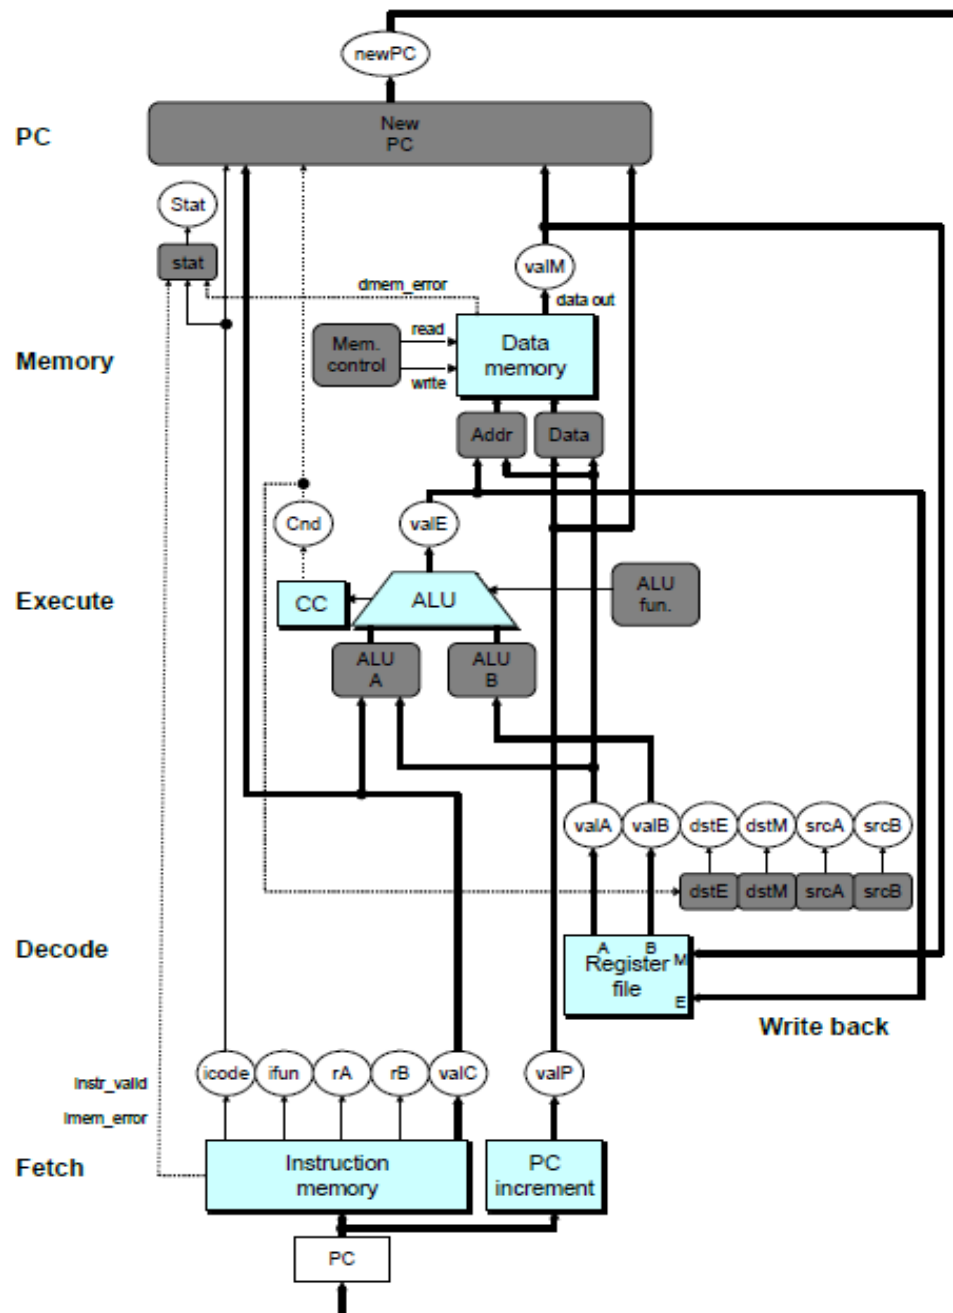 newPC
New
PC
PC
Stat
stat
valM
dmem_error
data out
read
Mem.
control
Data
memory
Memory
write
Addr
Data
Cnd
valE
CC
ALU
ALU
fun.
Execute
ALU
A
ALU
B
valA
valB
dstE
dstM
srcA
srcB
dstE
dstM
srcA
srcB
Decode
A
B
M
Register
file
E
Write back
icode
ifun
rA
rB
valC
valP
Instr_valid
Imem_error
Fetch
Instruction
memory
PC
increment
PC